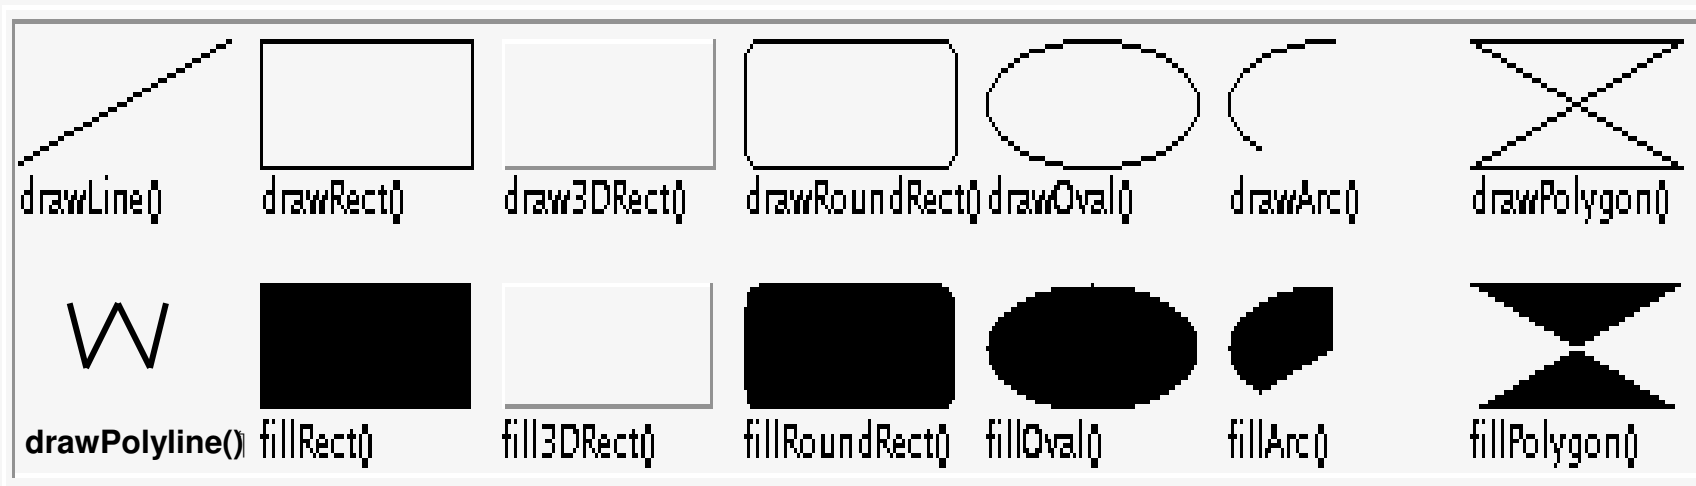 drawLine() drawRect() draw3DRect() drawRoundRect() drawOval() drawArc() drawPolygon()
drawPolyline() fillRect() fill3DRect() fillRoundRect() fillOval() fillArc() fillPolygon()